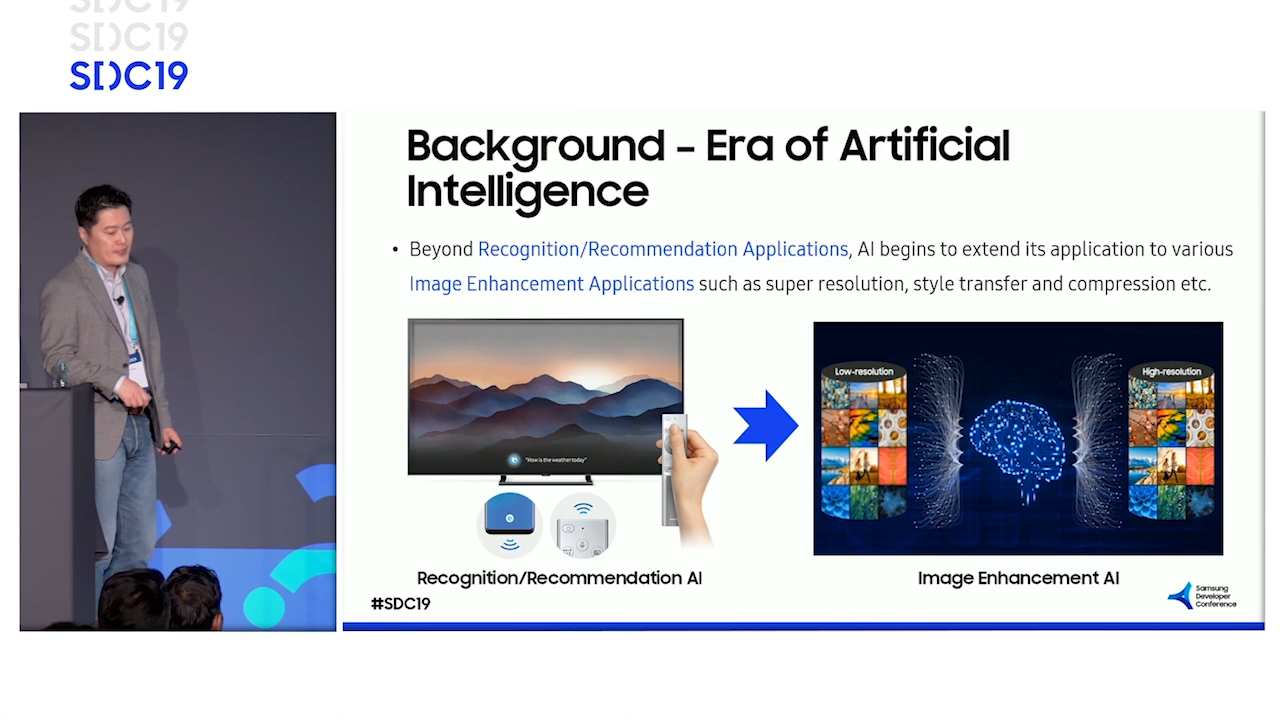 SDC19
SDC19
SDC19
Background – Era of Artificial
Intelligence
• Beyond Recognition/Recommendation Applications, AI begins to extend its application to various
Image Enhancement Applications such as super resolution, style transfer and compression etc.
"How is the weather today"
Low-resolution
High-resolution
Recognition/Recommendation AI
Image Enhancement AI
#SDC19
Samsung
Developer
Conference